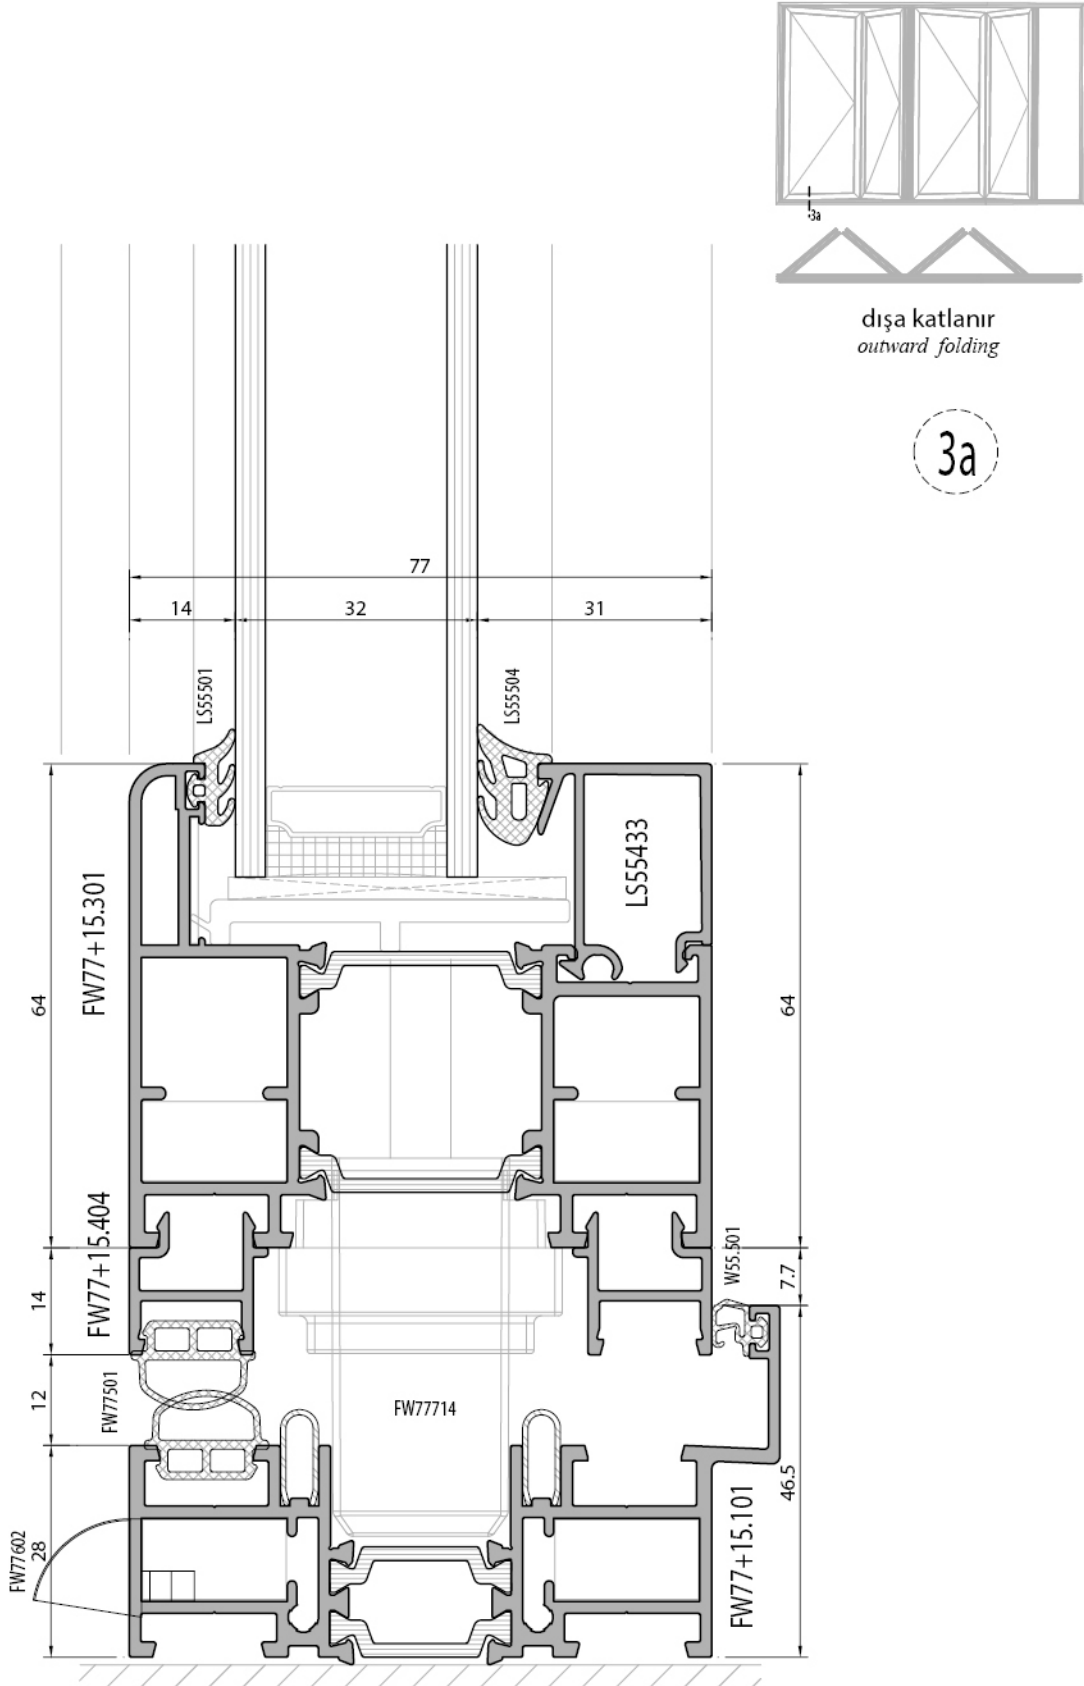 3a
dışa katlanır
outward folding
3a
77
14
32
31
LS55501
LS55504
LS55433
FW77+15.301
64
64
FW77+15.404
W55.501
7.7
14
FW77501
12
FW77714
46.5
FW77+15.101
FW77602
28